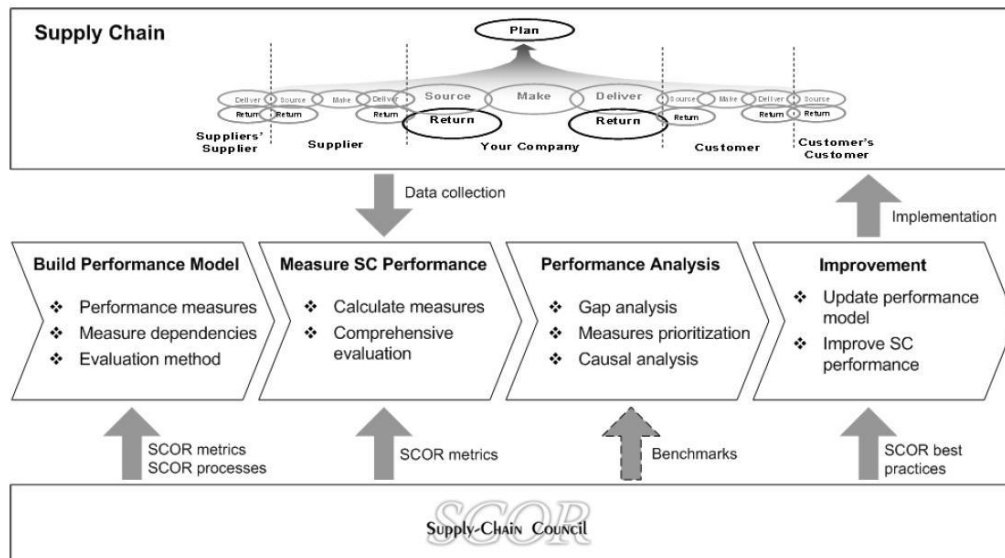 Supply Chain
Plan
Deliver Source Make Deliver Source Make Deliver Source Make Deliver Source
Return Return Return Return Return Return Return Return
Suppliers' Supplier
Supplier
Your Company
Customer
Customer's Customer
Data collection
Implementation
Build Performance Model
❖ Performance measures
❖ Measure dependencies
❖ Evaluation method
Measure SC Performance
❖ Calculate measures
❖ Comprehensive
evaluation
Performance Analysis
❖ Gap analysis
❖ Measures prioritization
❖ Causal analysis
Improvement
❖ Update performance
model
❖ Improve SC
performance
SCOR metrics
SCOR processes
SCOR metrics
Benchmarks
SCOR best
practices
SCOR
SUPPLY-CHAIN COUNCIL